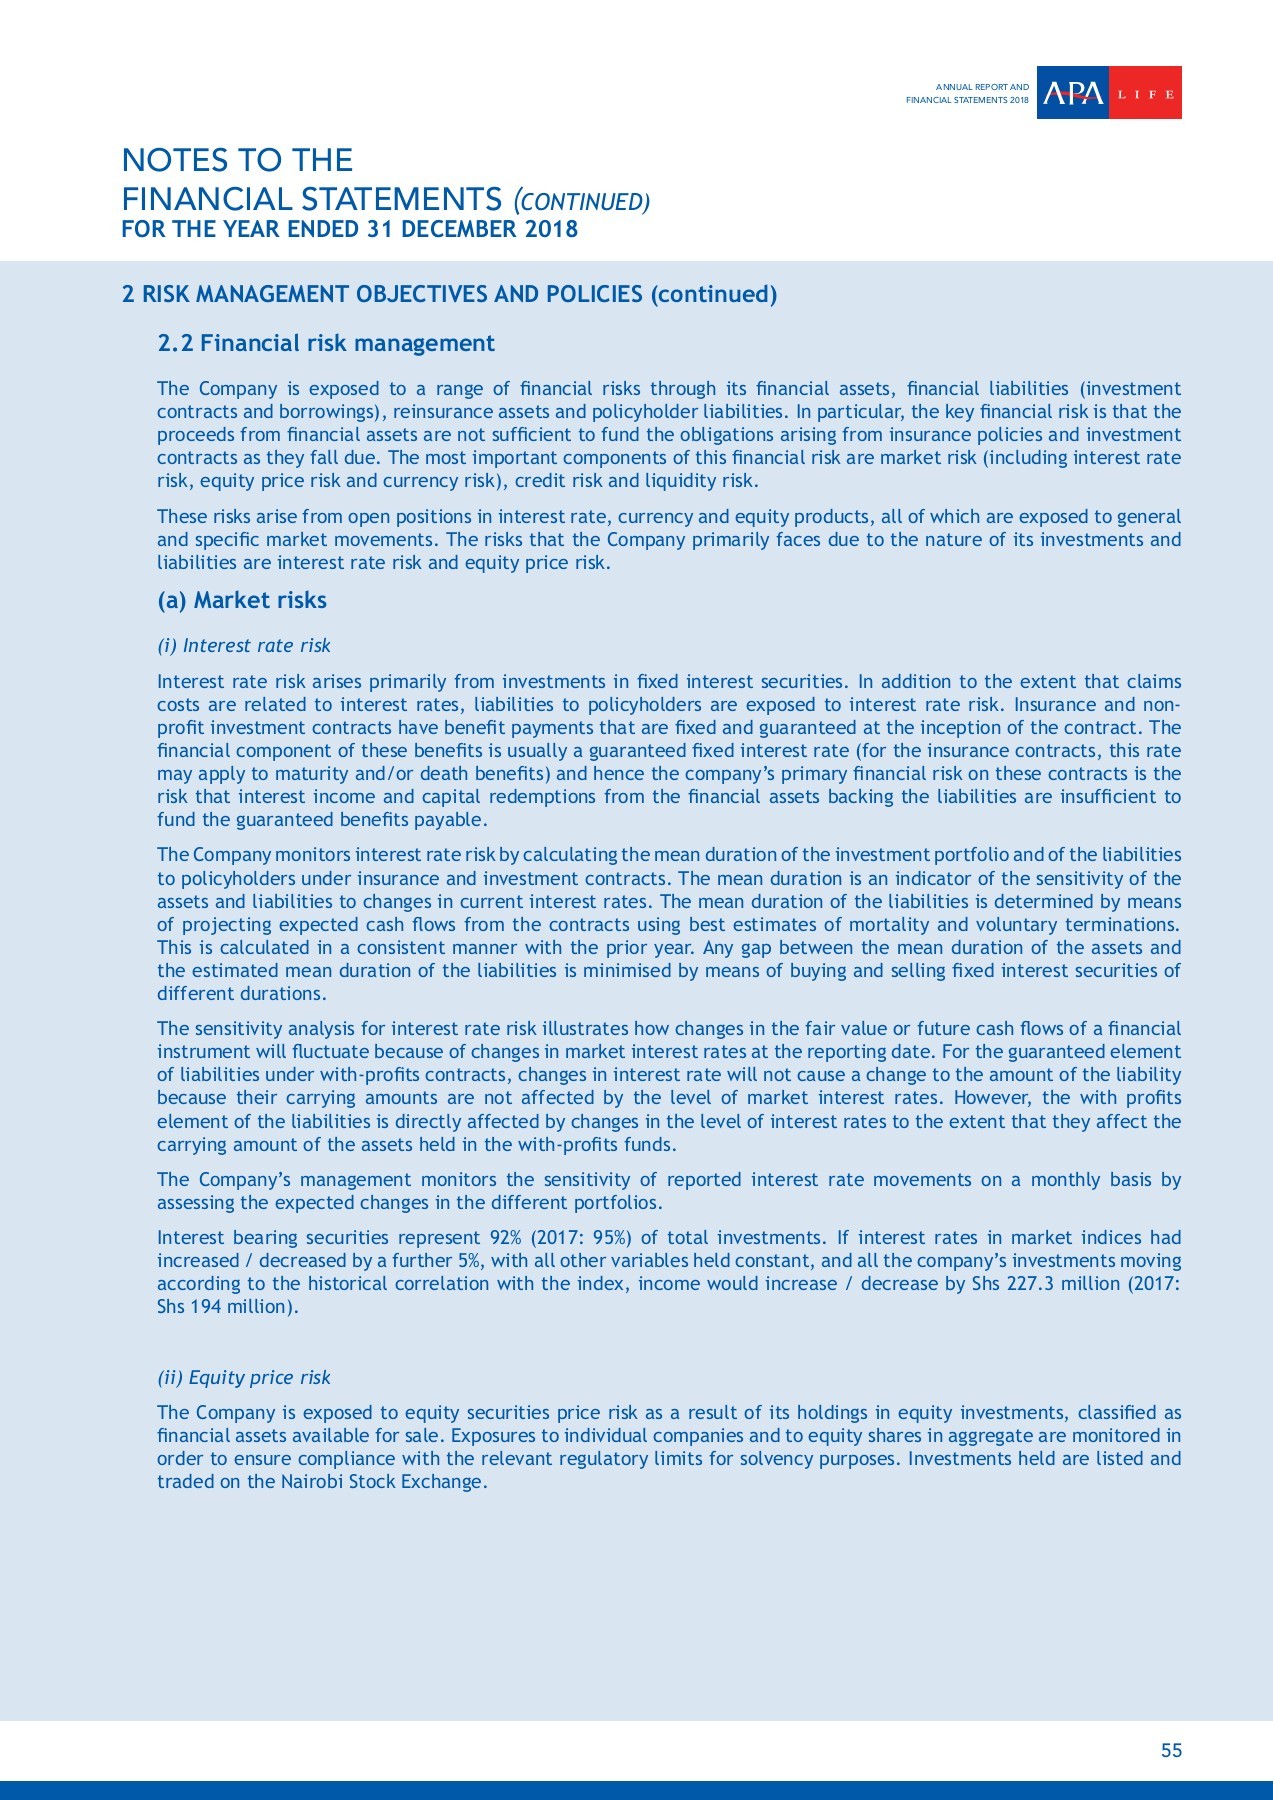 ANNUAL REPORT AND
FINANCIAL STATEMENTS 2018
APA LIFE
NOTES TO THE
FINANCIAL STATEMENTS (CONTINUED)
FOR THE YEAR ENDED 31 DECEMBER 2018
2 RISK MANAGEMENT OBJECTIVES AND POLICIES (continued)
2.2 Financial risk management
The Company is exposed to a range of financial risks through its financial assets, financial liabilities (investment
contracts and borrowings), reinsurance assets and policyholder liabilities. In particular, the key financial risk is that the
proceeds from financial assets are not sufficient to fund the obligations arising from insurance policies and investment
contracts as they fall due. The most important components of this financial risk are market risk (including interest rate
risk, equity price risk and currency risk), credit risk and liquidity risk.
These risks arise from open positions in interest rate, currency and equity products, all of which are exposed to general
and specific market movements. The risks that the Company primarily faces due to the nature of its investments and
liabilities are interest rate risk and equity price risk.
(a) Market risks
(i) Interest rate risk
Interest rate risk arises primarily from investments in fixed interest securities. In addition to the extent that claims
costs are related to interest rates, liabilities to policyholders are exposed to interest rate risk. Insurance and non-
profit investment contracts have benefit payments that are fixed and guaranteed at the inception of the contract. The
financial component of these benefits is usually a guaranteed fixed interest rate (for the insurance contracts, this rate
may apply to maturity and/or death benefits) and hence the company’s primary financial risk on these contracts is the
risk that interest income and capital redemptions from the financial assets backing the liabilities are insufficient to
fund the guaranteed benefits payable.
The Company monitors interest rate risk by calculating the mean duration of the investment portfolio and of the liabilities
to policyholders under insurance and investment contracts. The mean duration is an indicator of the sensitivity of the
assets and liabilities to changes in current interest rates. The mean duration of the liabilities is determined by means
of projecting expected cash flows from the contracts using best estimates of mortality and voluntary terminations.
This is calculated in a consistent manner with the prior year. Any gap between the mean duration of the assets and
the estimated mean duration of the liabilities is minimised by means of buying and selling fixed interest securities of
different durations.
The sensitivity analysis for interest rate risk illustrates how changes in the fair value or future cash flows of a financial
instrument will fluctuate because of changes in market interest rates at the reporting date. For the guaranteed element
of liabilities under with-profits contracts, changes in interest rate will not cause a change to the amount of the liability
because their carrying amounts are not affected by the level of market interest rates. However, the with profits
element of the liabilities is directly affected by changes in the level of interest rates to the extent that they affect the
carrying amount of the assets held in the with-profits funds.
The Company’s management monitors the sensitivity of reported interest rate movements on a monthly basis by
assessing the expected changes in the different portfolios.
Interest bearing securities represent 92% (2017: 95%) of total investments. If interest rates in market indices had
increased / decreased by a further 5%, with all other variables held constant, and all the company’s investments moving
according to the historical correlation with the index, income would increase / decrease by Shs 227.3 million (2017:
Shs 194 million).
(ii) Equity price risk
The Company is exposed to equity securities price risk as a result of its holdings in equity investments, classified as
financial assets available for sale. Exposures to individual companies and to equity shares in aggregate are monitored in
order to ensure compliance with the relevant regulatory limits for solvency purposes. Investments held are listed and
traded on the Nairobi Stock Exchange.
55